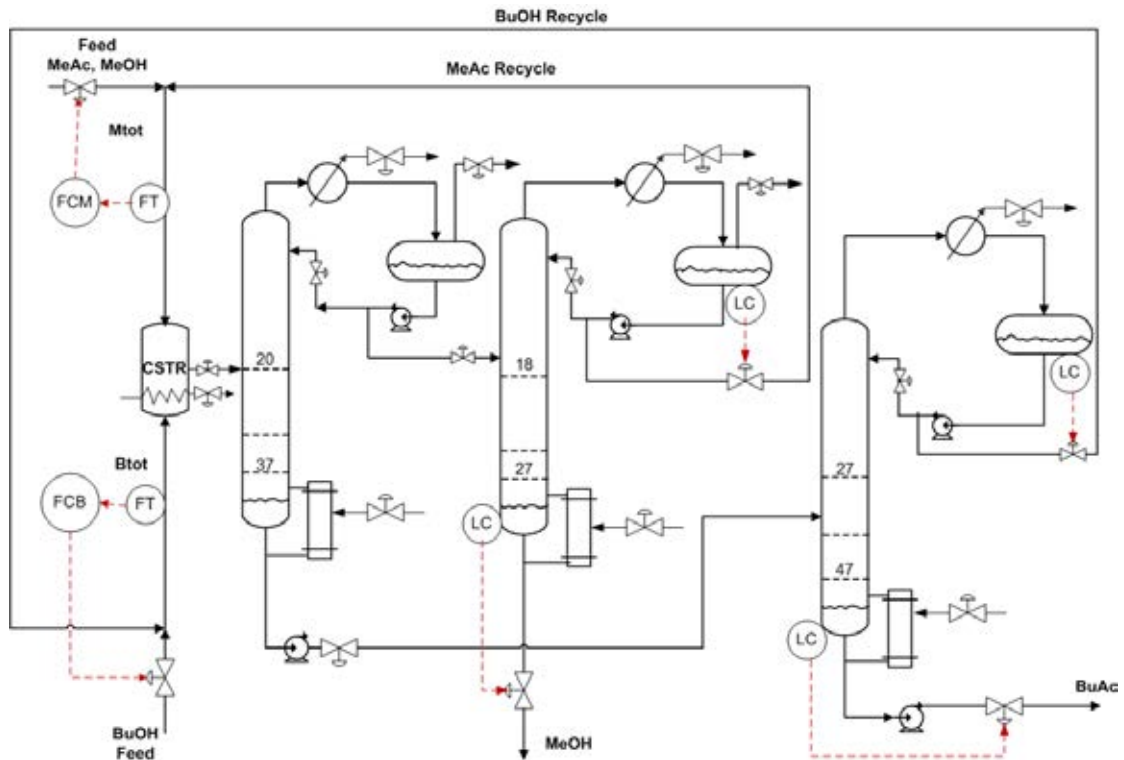 BuOH Recycle
Feed
MeAc, MeOH
MeAc Recycle
Mtot
FCM
FT
LC
CSTR
20
18
LC
Btot
37
27
27
FCB
FT
LC
47
LC
BuAc
BuOH
Feed
MeOH